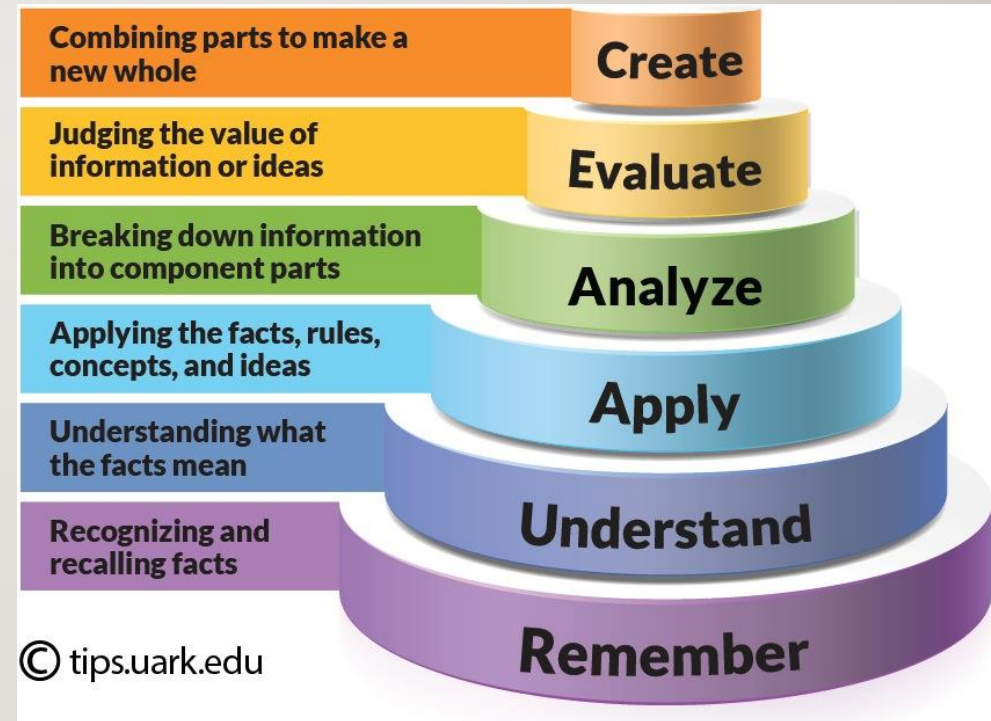 Combining parts to make a
new whole
Create
Judging the value of
information or ideas
Evaluate
Breaking down information
into component parts
Analyze
Applying the facts, rules,
concepts, and ideas
Apply
Understanding what
the facts mean
Understand
Recognizing and
recalling facts
Remember
© tips.uark.edu